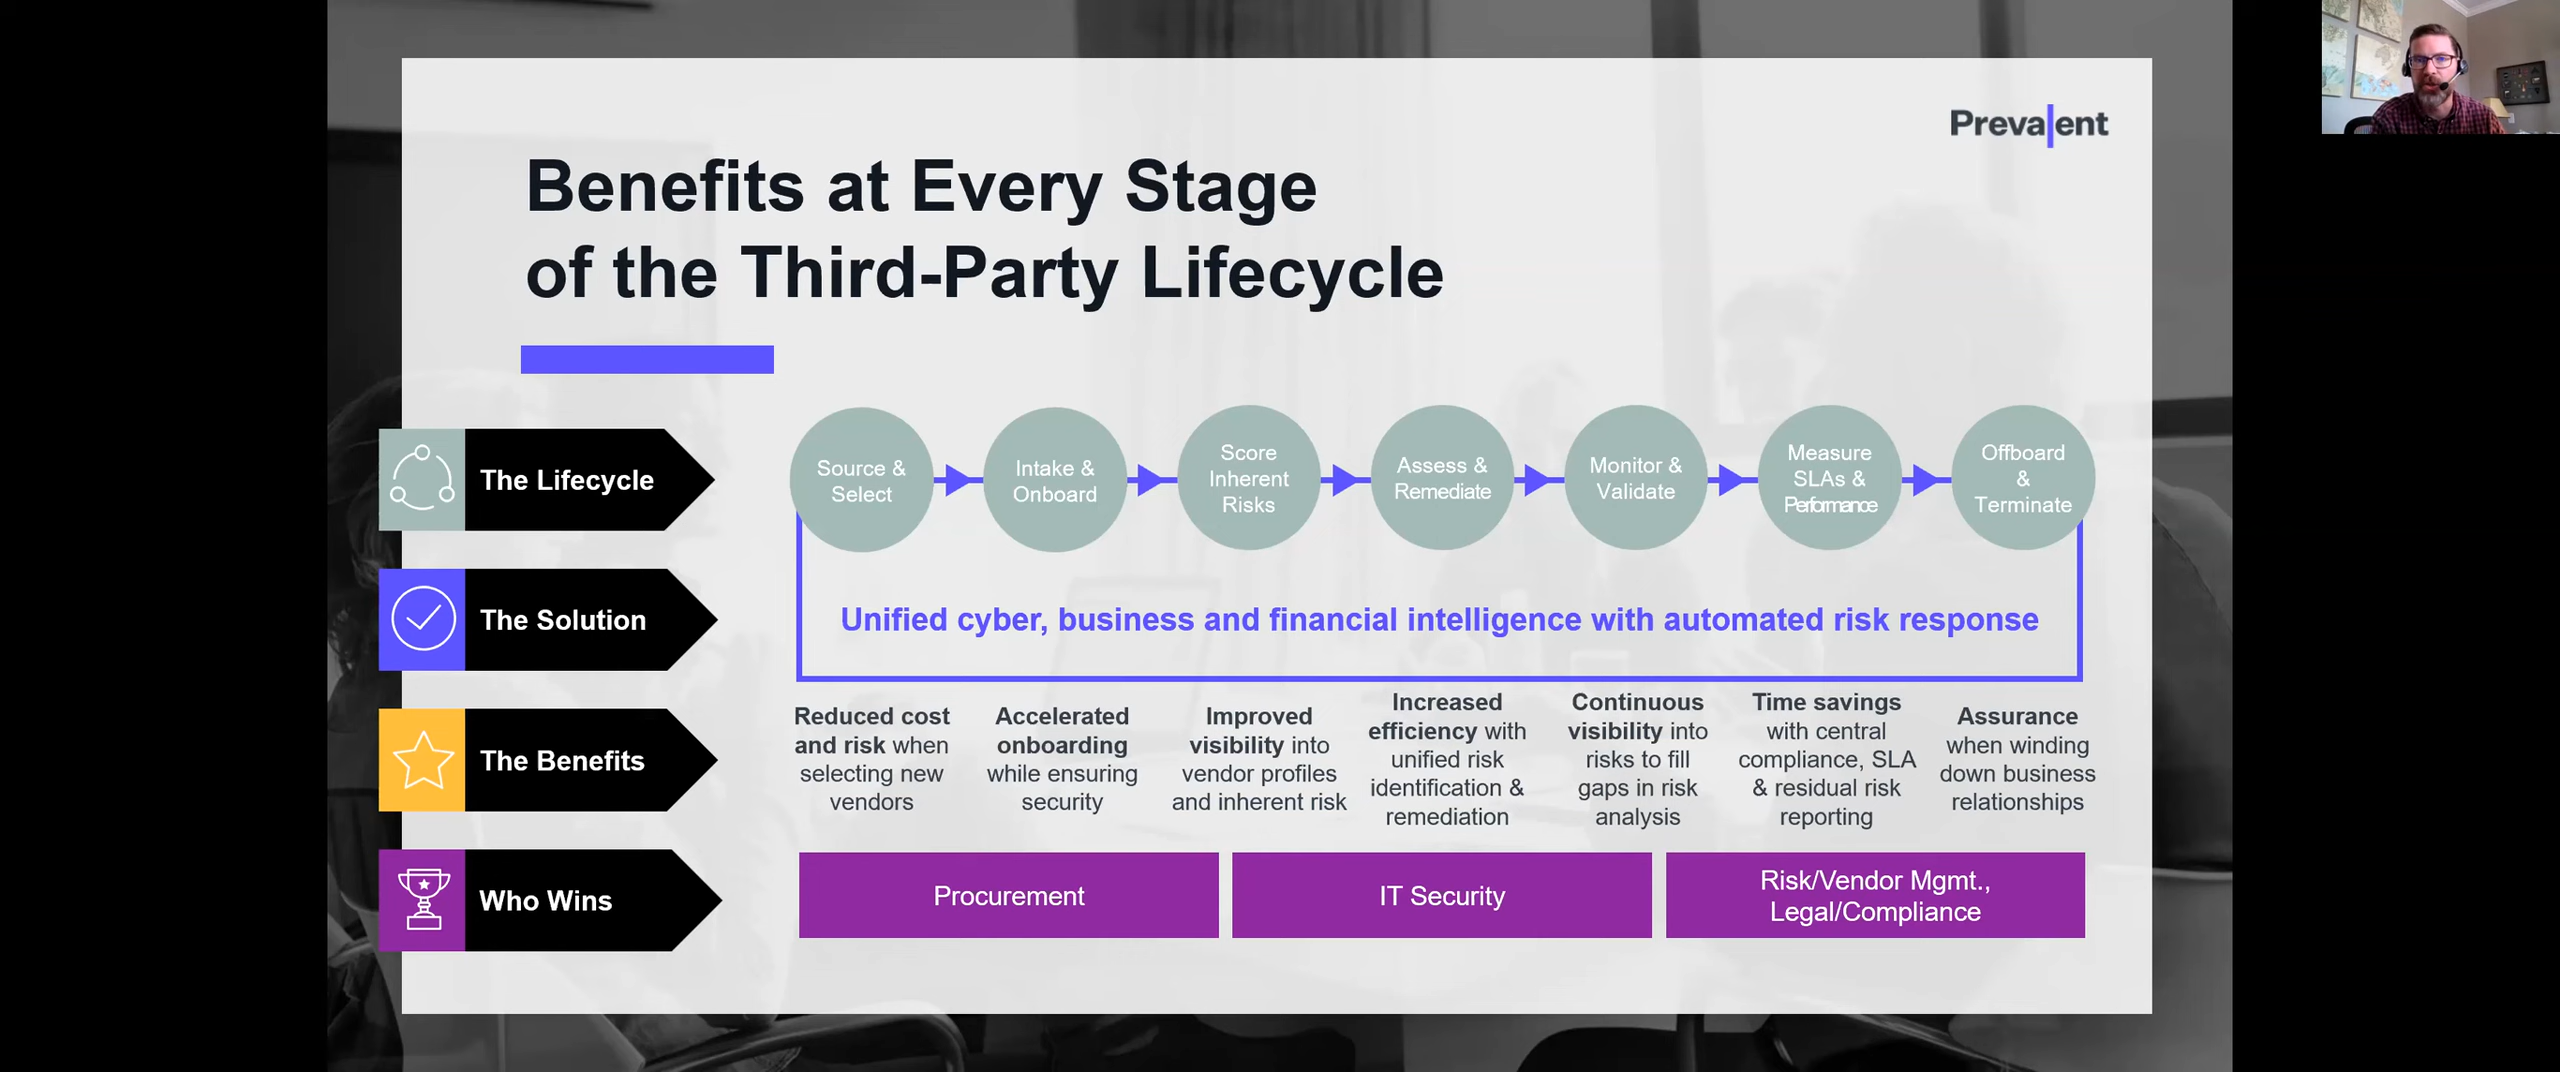 Prevalent
Benefits at Every Stage
of the Third-Party Lifecycle
The Lifecycle
Source &
Select
Intake &
Onboard
Score
Inherent
Risks
Assess &
Remediate
Monitor &
Validate
Measure
SLAs &
Performance
Offboard
&
Terminate
The Solution
Unified cyber, business and financial intelligence with automated risk response
The Benefits
Reduced cost
and risk when
selecting new
vendors
Accelerated
onboarding
while ensuring
security
Improved
visibility into
vendor profiles
and inherent risk
Increased
efficiency with
unified risk
identification &
remediation
Continuous
visibility into
risks to fill
gaps in risk
analysis
Time savings
with central
compliance, SLA
& residual risk
reporting
Assurance
when winding
down business
relationships
Who Wins
Procurement
IT Security
Risk/Vendor Mgmt.,
Legal/Compliance